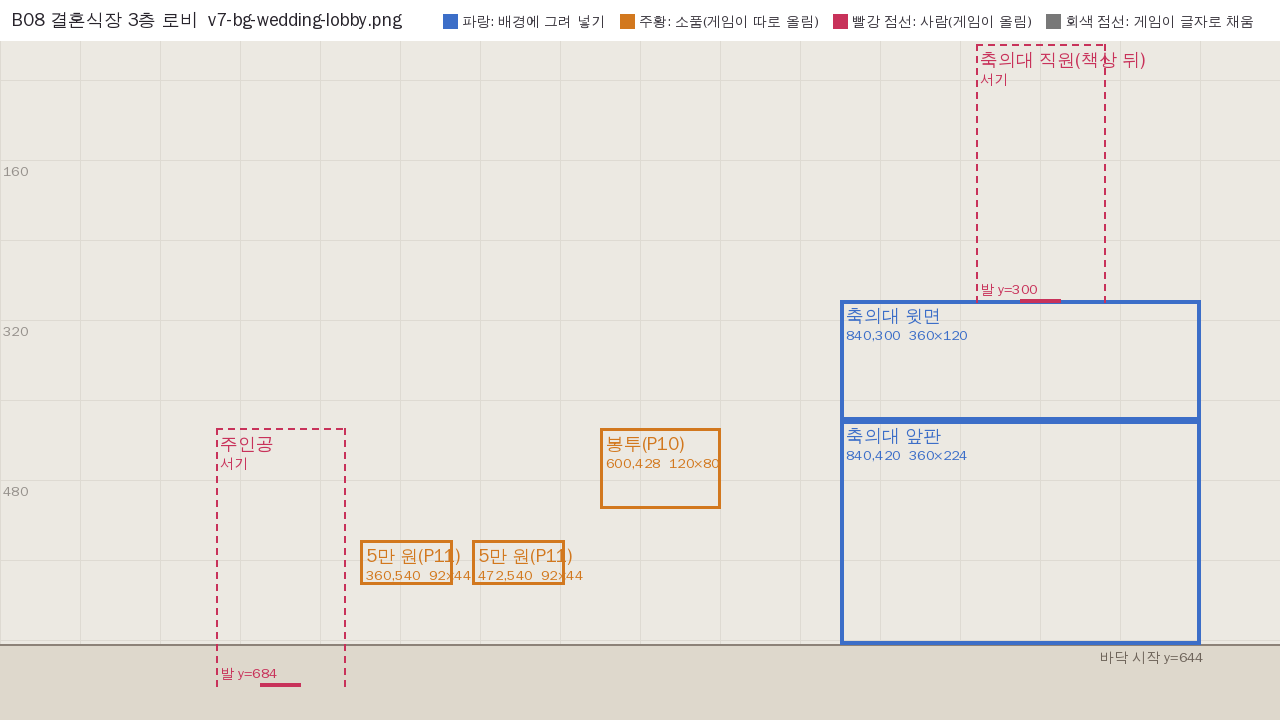 B08 결혼식장 3층 로비 v7-bg-wedding-lobby.png
파랑: 배경에 그려 넣기
주황: 소품(게임이 따로 올림)
빨강 점선: 사람(게임이 올림)
회색 점선: 게임이 글자로 채움
축의대 직원(책상 뒤)
서기
160
발 y=300
축의대 윗면
840,300 360×120
320
축의대 앞판
840,420 360×224
주인공
서기
봉투(P10)
600,428 120×80
480
5만 원(P11)
360,540 92×44
5만 원(P11)
472,540 92×44
바닥 시작 y=644
발 y=684